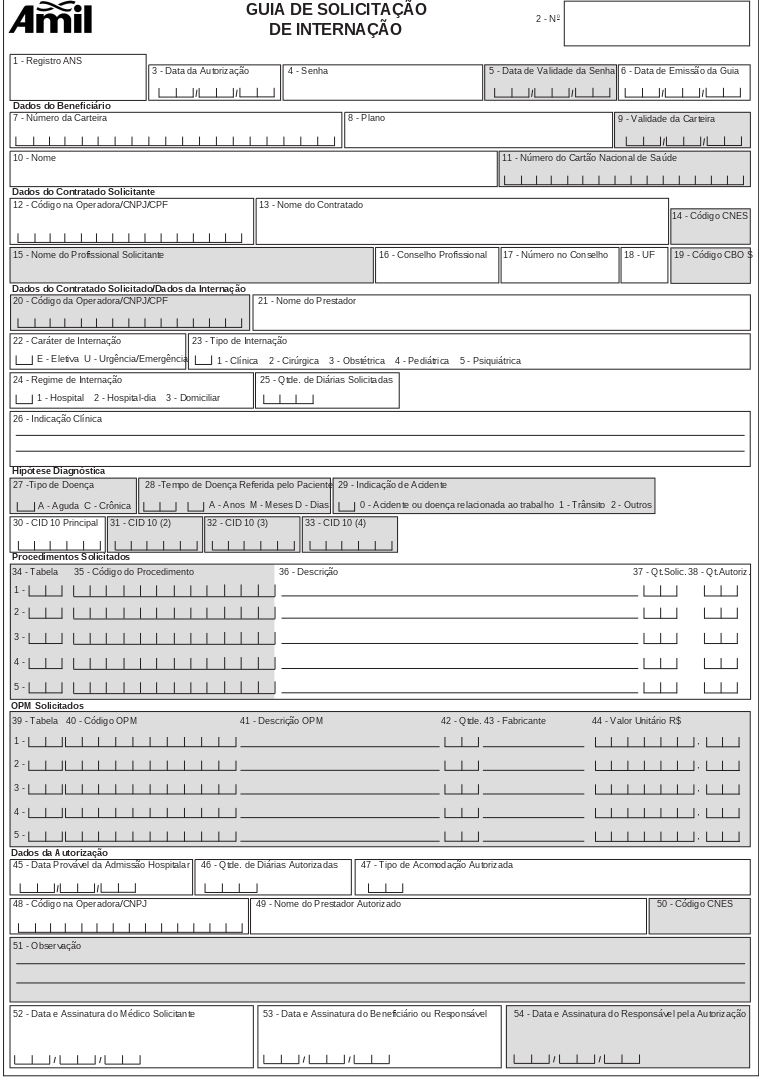 Amil
GUIA DE SOLICITAÇÃO
DE INTERNAÇÃO
2 - Nº
1 - Registro ANS
3 - Data da Autorização
4 - Senha
5 - Data de Validade da Senha
6 - Data de Emissão da Guia
Dados do Beneficiário
7 - Número da Carteira
8 - Plano
9 - Validade da Carteira
10 - Nome
11 - Número do Cartão Nacional de Saúde
Dados do Contratado Solicitante
12 - Código na Operadora/CNPJ/CPF
13 - Nome do Contratado
14 - Código CNES
15 - Nome do Profissional Solicitante
16 - Conselho Profissional
17 - Número no Conselho
18 - UF
19 - Código CBO S
Dados do Contratado Solicitado/Dados da Internação
20 - Código da Operadora/CNPJ/CPF
21 - Nome do Prestador
22 - Caráter de Internação
E - Eletiva U - Urgência/Emergência
23 - Tipo de Internação
1 - Clínica 2 - Cirúrgica 3 - Obstétrica 4 - Pediátrica 5 - Psiquiátrica
24 - Regime de Internação
1 - Hospital 2 - Hospital-dia 3 - Domiciliar
25 - Qtde. de Diárias Solicitadas
26 - Indicação Clínica
Hipótese Diagnóstica
27 -Tipo de Doença
A - Aguda C - Crônica
28 -Tempo de Doença Referida pelo Paciente
A - Anos M - Meses D - Dias
29 - Indicação de Acidente
0 - Acidente ou doença relacionada ao trabalho 1 - Trânsito 2 - Outros
30 - CID 10 Principal
31 - CID 10 (2)
32 - CID 10 (3)
33 - CID 10 (4)
Procedimentos Solicitados
34 - Tabela 35 - Código do Procedimento 36 - Descrição 37 - Qt.Solic. 38 - Qt.Autoriz.
1 -
2 -
3 -
4 -
5 -
OPM Solicitados
39 - Tabela 40 - Código OPM 41 - Descrição OPM 42 - Qtde. 43 - Fabricante 44 - Valor Unitário R$
1 - ,
2 - ,
3 - ,
4 - ,
5 - ,
Dados da Autorização
45 - Data Provável da Admissão Hospitalar
46 - Qtde. de Diárias Autorizadas
47 - Tipo de Acomodação Autorizada
48 - Código na Operadora/CNPJ
49 - Nome do Prestador Autorizado
50 - Código CNES
51 - Observação
52 - Data e Assinatura do Médico Solicitante
53 - Data e Assinatura do Beneficiário ou Responsável
54 - Data e Assinatura do Responsável pela Autorização